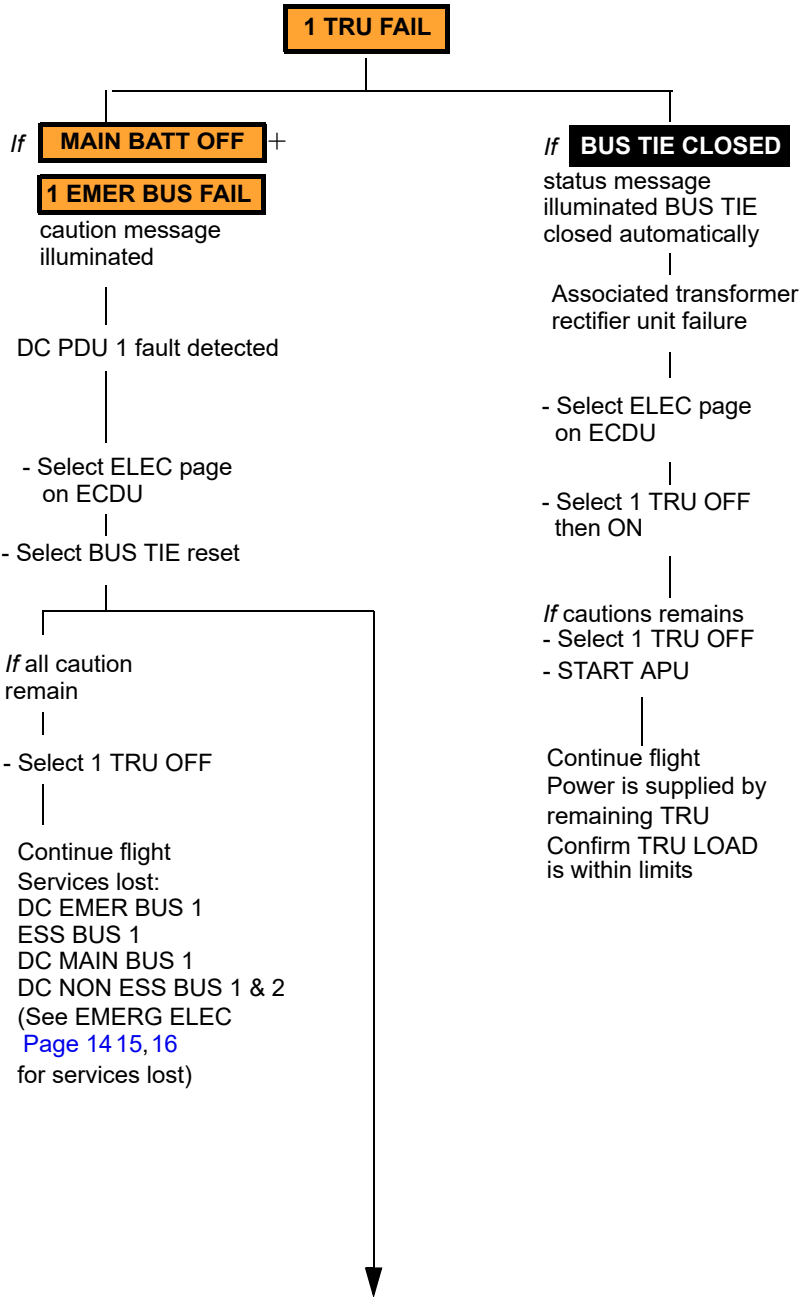 1 TRU FAIL
If MAIN BATT OFF +
1 EMER BUS FAIL
caution message
illuminated
DC PDU 1 fault detected
- Select ELEC page
on ECDU
- Select BUS TIE reset
If all caution
remain
- Select 1 TRU OFF
Continue flight
Services lost:
DC EMER BUS 1
ESS BUS 1
DC MAIN BUS 1
DC NON ESS BUS 1 & 2
(See EMERG ELEC
Page 14 15, 16
for services lost)
If BUS TIE CLOSED
status message
illuminated BUS TIE
closed automatically
Associated transformer
rectifier unit failure
- Select ELEC page
on ECDU
- Select 1 TRU OFF
then ON
If cautions remains
- Select 1 TRU OFF
- START APU
Continue flight
Power is supplied by
remaining TRU
Confirm TRU LOAD
is within limits